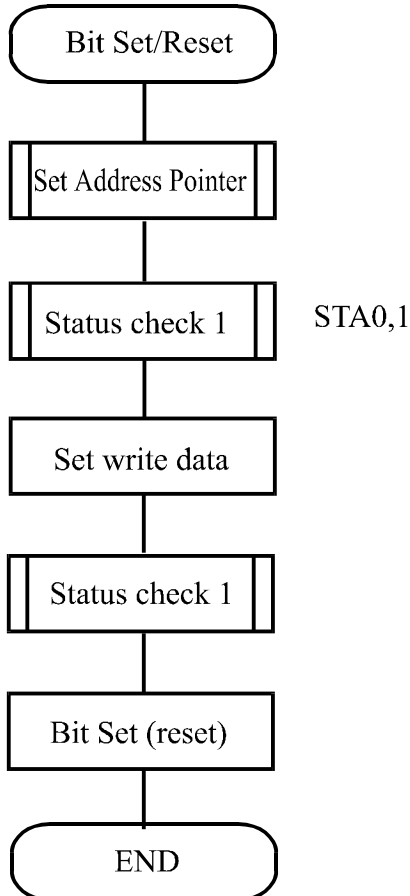 Bit Set/Reset
Set Address Pointer
Status check 1
STA0,1
Set write data
Status check 1
Bit Set (reset)
END